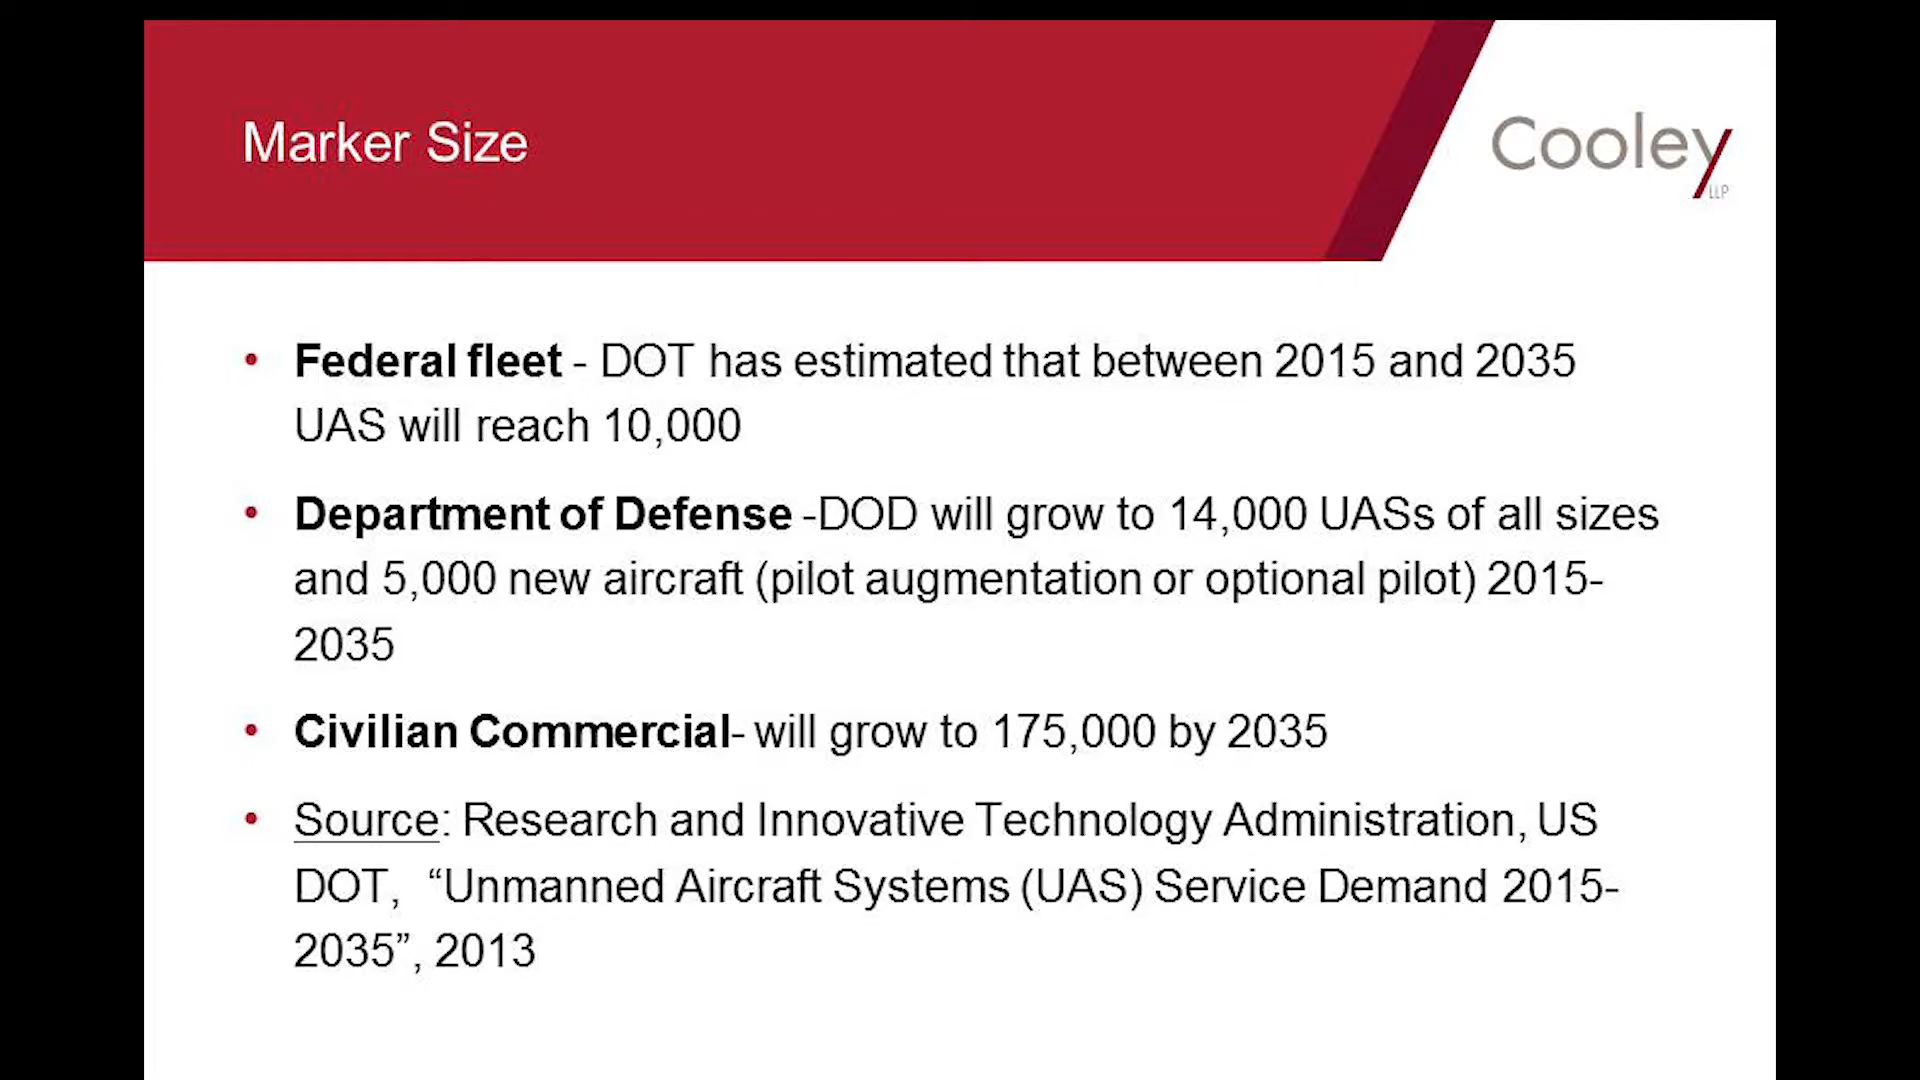 Marker Size
Cooley
LLP
• Federal fleet - DOT has estimated that between 2015 and 2035
UAS will reach 10,000
• Department of Defense -DOD will grow to 14,000 UASs of all sizes
and 5,000 new aircraft (pilot augmentation or optional pilot) 2015-
2035
• Civilian Commercial- will grow to 175,000 by 2035
• Source: Research and Innovative Technology Administration, US
DOT, “Unmanned Aircraft Systems (UAS) Service Demand 2015-
2035”, 2013